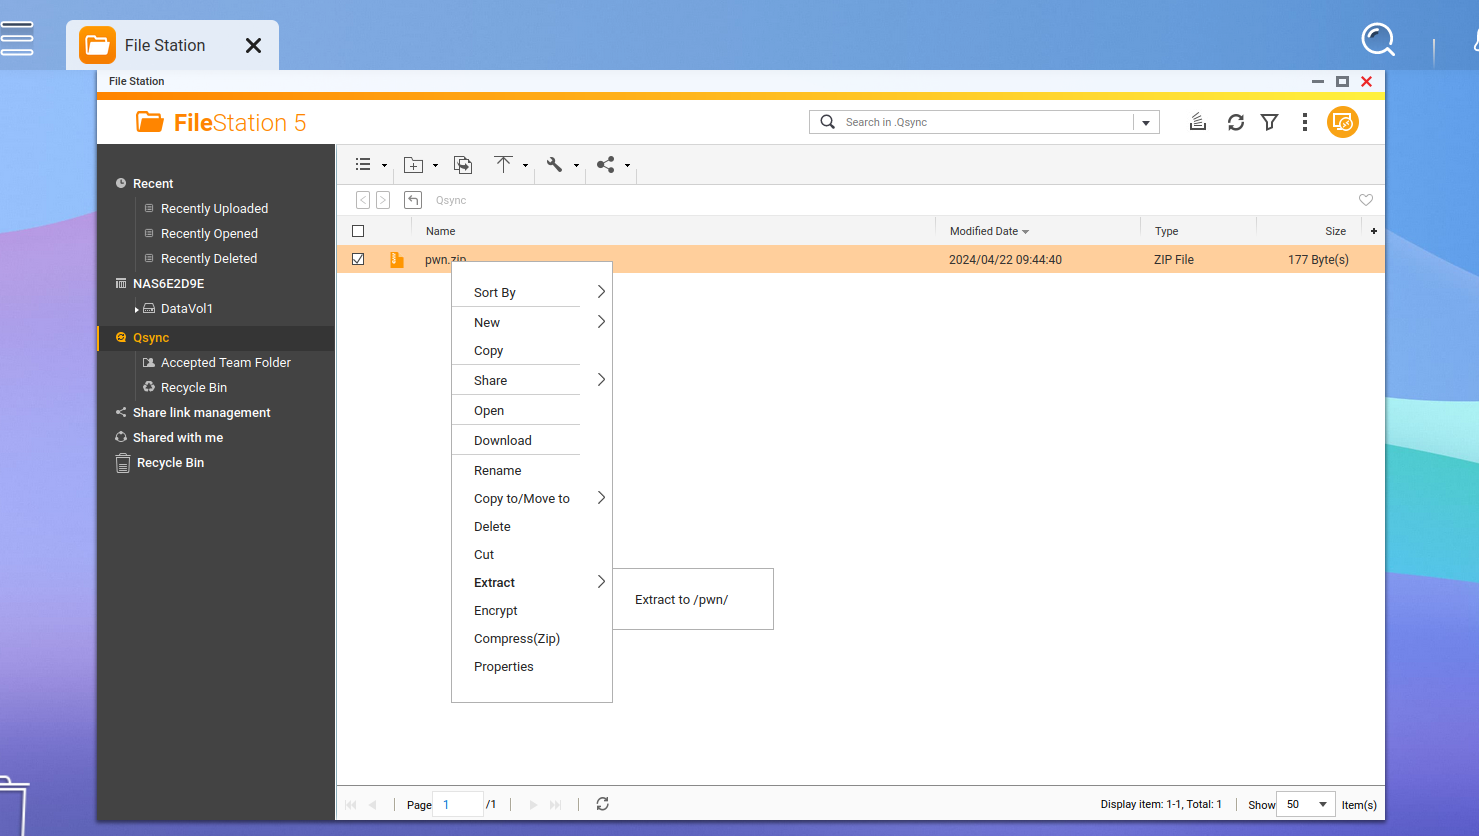 File Station
File Station
FileStation 5
Search in .Qsync
Recent
Recently Uploaded
Recently Opened
Recently Deleted
NAS6E2D9E
DataVol1
Qsync
Accepted Team Folder
Recycle Bin
Share link management
Shared with me
Recycle Bin
Qsync
Name Modified Date Type Size +
pwn.zip 2024/04/22 09:44:40 ZIP File 177 Byte(s)
Sort By
New
Copy
Share
Open
Download
Rename
Copy to/Move to
Delete
Cut
Extract
Extract to /pwn/
Encrypt
Compress(Zip)
Properties
Page 1 /1
Display item: 1-1, Total: 1 Show 50 Item(s)